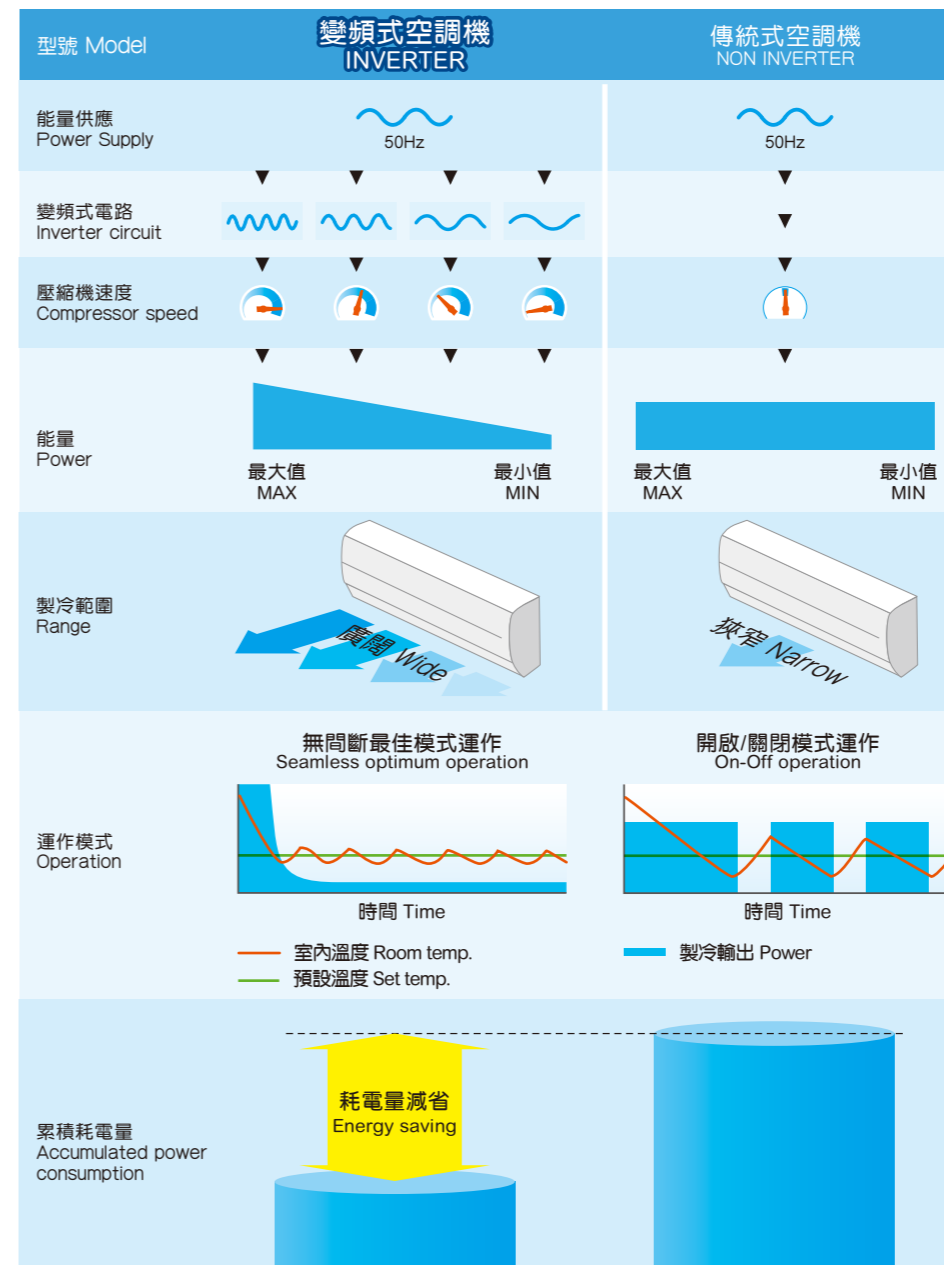 型號 Model
變頻式空調機
INVERTER
傳統式空調機
NON INVERTER
能量供應
Power Supply
50Hz
50Hz
變頻式電路
Inverter circuit
壓縮機速度
Compressor speed
能量
Power
最大值
MAX
最小值
MIN
最大值
MAX
最小值
MIN
製冷範圍
Range
廣闊 Wide
狹窄 Narrow
無間斷最佳模式運作
Seamless optimum operation
開啟/關閉模式運作
On-Off operation
運作模式
Operation
時間 Time
時間 Time
室內溫度 Room temp.
製冷輸出 Power
預設溫度 Set temp.
耗電量減省
Energy saving
累積耗電量
Accumulated power
consumption